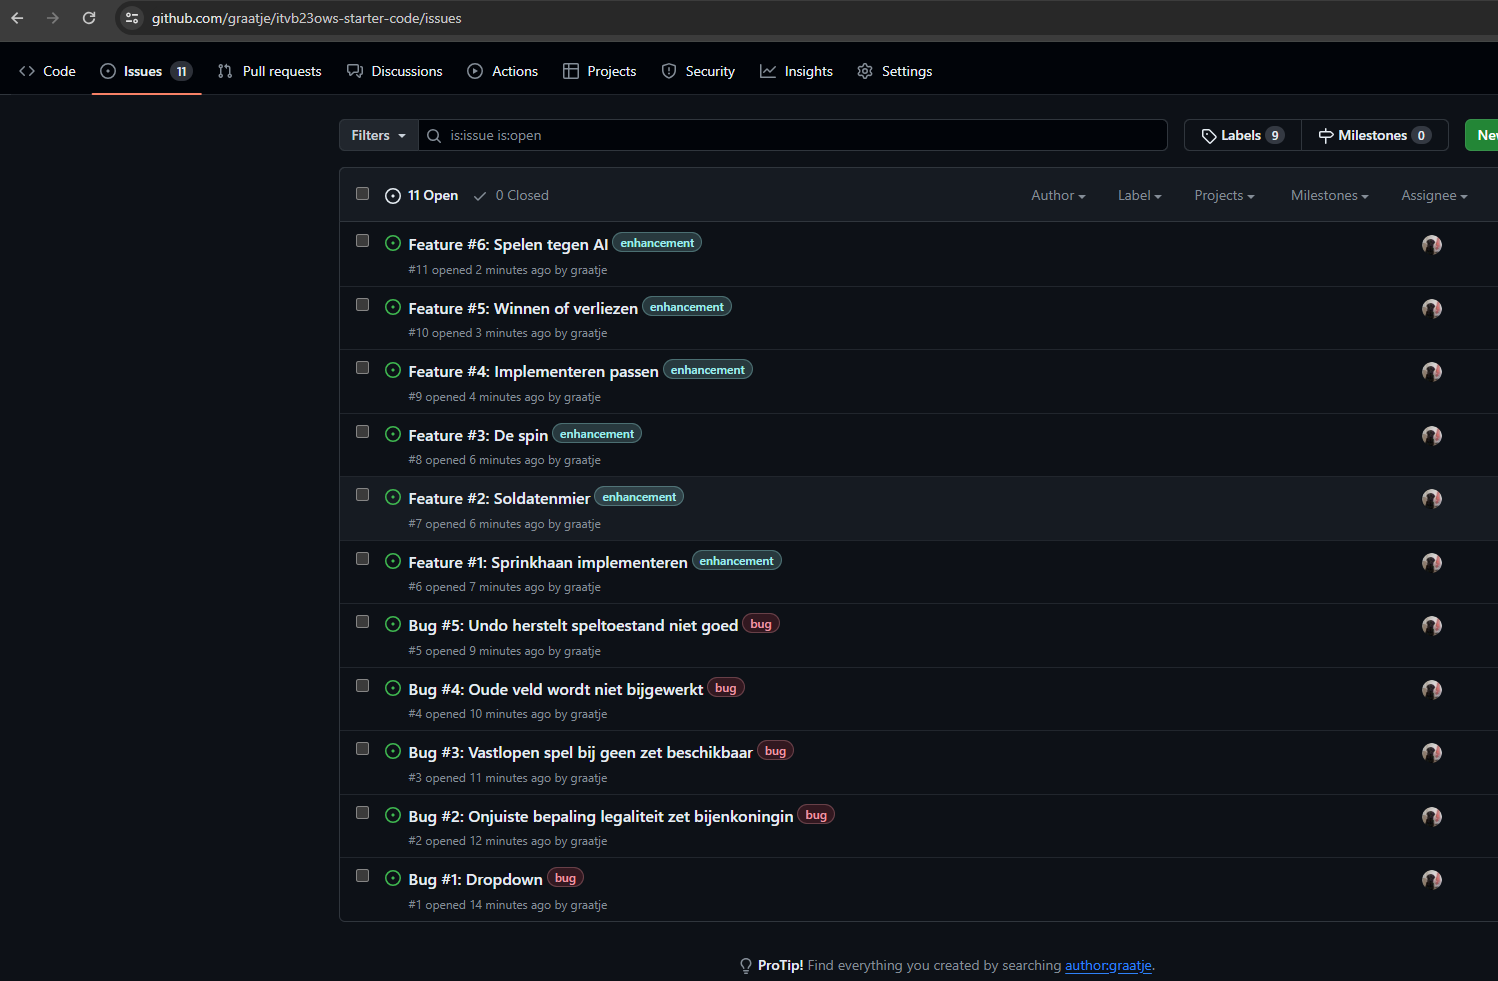 github.com/graatje/itvb23ows-starter-code/issues
Code Issues 11 Pull requests Discussions Actions Projects Security Insights Settings
Filters is:issue is:open Labels 9 Milestones 0
11 Open 0 Closed Author Label Projects Milestones Assignee
Feature #6: Spelen tegen AI enhancement
#11 opened 2 minutes ago by graatje
Feature #5: Winnen of verliezen enhancement
#10 opened 3 minutes ago by graatje
Feature #4: Implementeren passen enhancement
#9 opened 4 minutes ago by graatje
Feature #3: De spin enhancement
#8 opened 6 minutes ago by graatje
Feature #2: Soldatenmier enhancement
#7 opened 6 minutes ago by graatje
Feature #1: Sprinkhaan implementeren enhancement
#6 opened 7 minutes ago by graatje
Bug #5: Undo herstelt speltoestand niet goed bug
#5 opened 9 minutes ago by graatje
Bug #4: Oude veld wordt niet bijgewerkt bug
#4 opened 10 minutes ago by graatje
Bug #3: Vastlopen spel bij geen zet beschikbaar bug
#3 opened 11 minutes ago by graatje
Bug #2: Onjuiste bepaling legaliteit zet bijenkoningin bug
#2 opened 12 minutes ago by graatje
Bug #1: Dropdown bug
#1 opened 14 minutes ago by graatje
ProTip! Find everything you created by searching author:graatje.